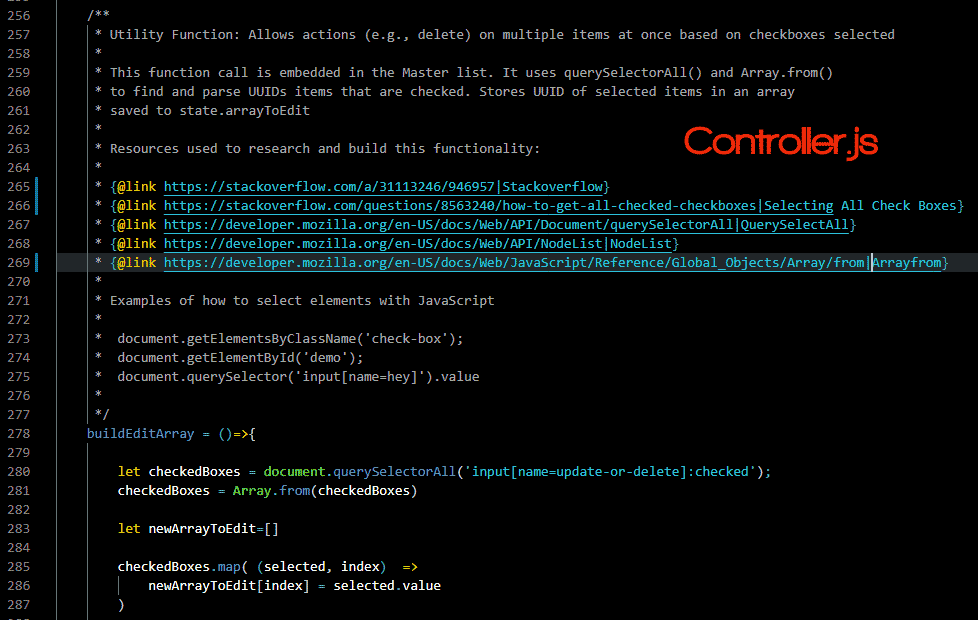 256 /**
257 * Utility Function: Allows actions (e.g., delete) on multiple items at once based on checkboxes selected
258 *
259 * This function call is embedded in the Master list. It uses querySelectorAll() and Array.from()
260 * to find and parse UUIDs items that are checked. Stores UUID of selected items in an array
261 * saved to state.arrayToEdit
262 *
Controller.js
263 * Resources used to research and build this functionality:
264 *
265 * {@link https://stackoverflow.com/a/31113246/946957|Stackoverflow}
266 * {@link https://stackoverflow.com/questions/8563240/how-to-get-all-checked-checkboxes|Selecting All Check Boxes}
267 * {@link https://developer.mozilla.org/en-US/docs/Web/API/Document/querySelectorAll|QuerySelectAll}
268 * {@link https://developer.mozilla.org/en-US/docs/Web/API/NodeList|NodeList}
269 * {@link https://developer.mozilla.org/en-US/docs/Web/JavaScript/Reference/Global_Objects/Array/from|Arrayfrom}
270 *
271 * Examples of how to select elements with JavaScript
272 *
273 *  document.getElementsByClassName('check-box');
274 *  document.getElementById('demo');
275 *  document.querySelector('input[name=hey]').value
276 *
277 */
278 buildEditArray = ()=>{
279
280 let checkedBoxes = document.querySelectorAll('input[name=update-or-delete]:checked');
281 checkedBoxes = Array.from(checkedBoxes)
282
283 let newArrayToEdit=[]
284
285 checkedBoxes.map( (selected, index)  =>
286 newArrayToEdit[index] = selected.value
287 )